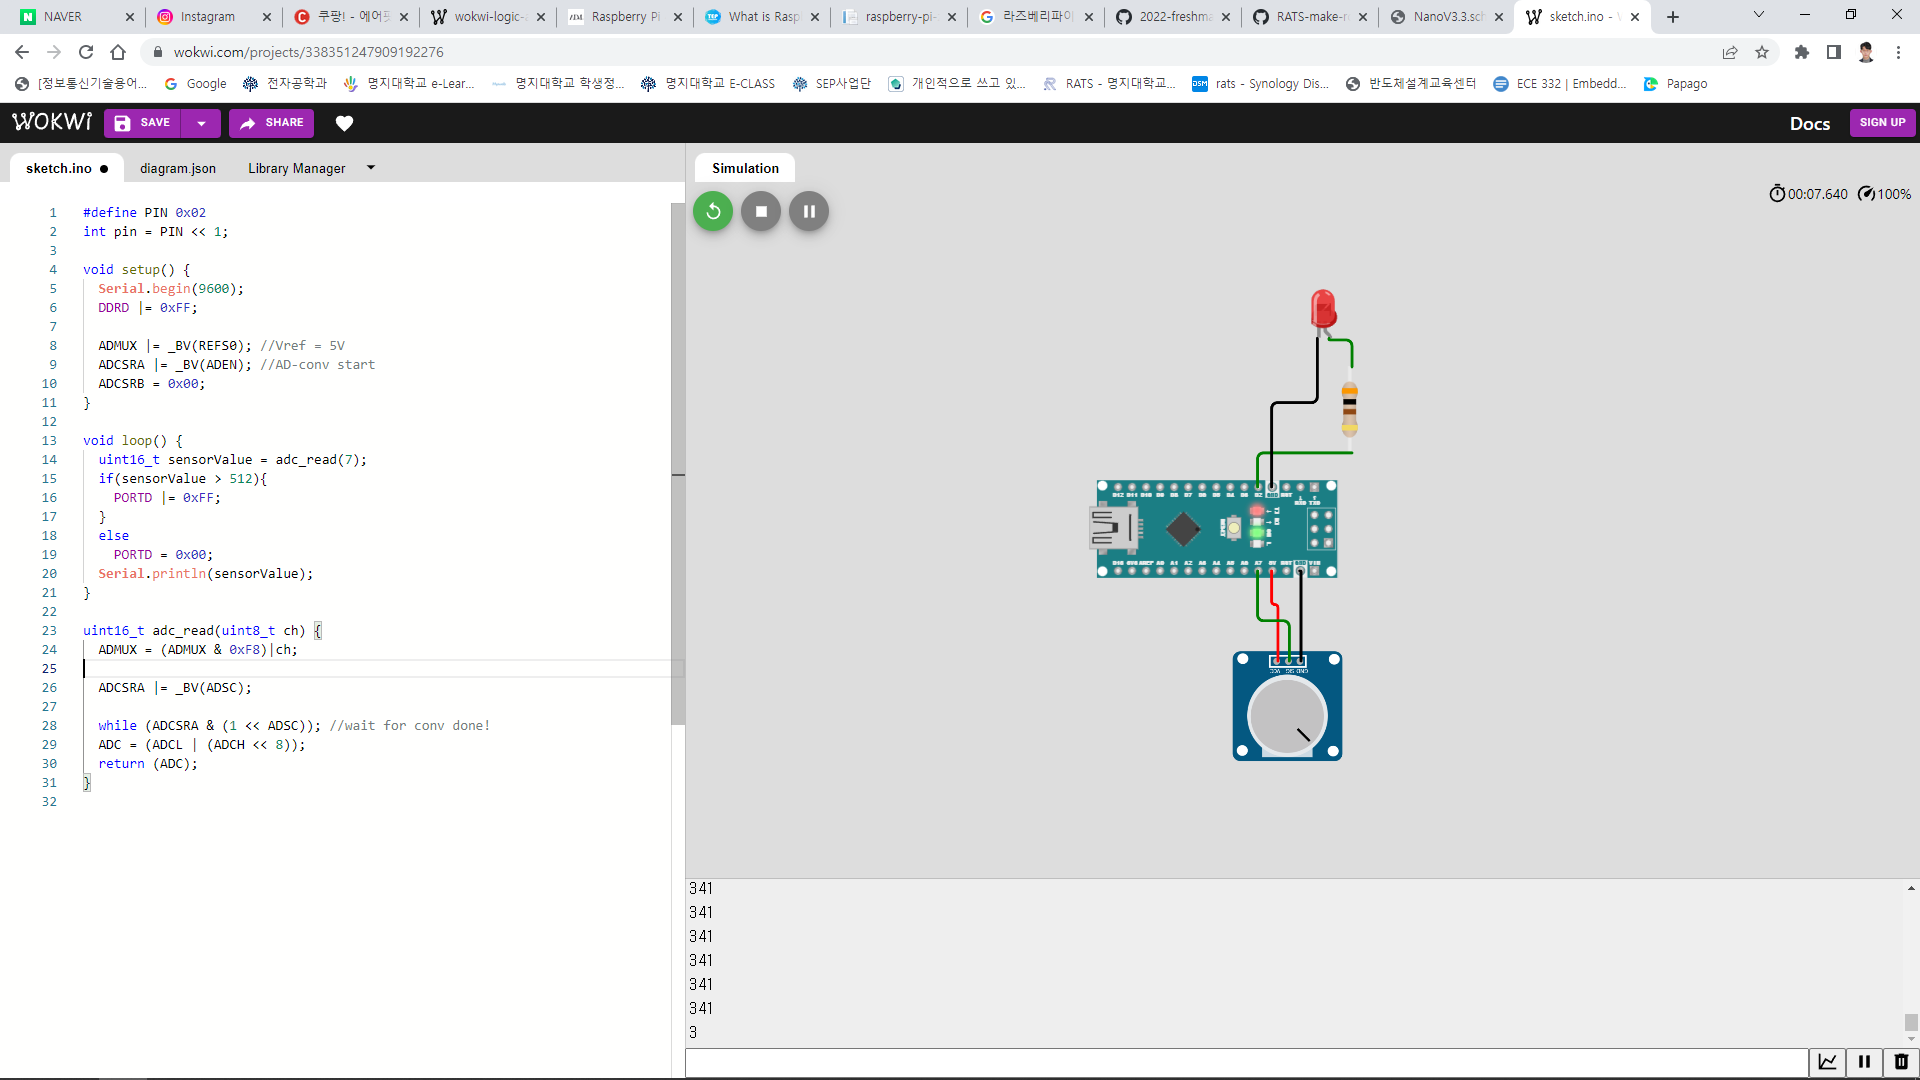 NAVER
Instagram
쿠팡! - 에어프
wokwi-logic-
Raspberry Pi
What is Rasp
raspberry-pi-
라즈베리파이
2022-freshma
RATS-make-r
NanoV3.3.sch
sketch.ino -
wokwi.com/projects/338351247909192276
[정보통신기술용어...
Google
전자공학과
명지대학교 e-Lear...
명지대학교 학생정...
명지대학교 E-CLASS
SEP사업단
개인적으로 쓰고 있...
RATS - 명지대학교...
rats - Synology Dis...
반도체설계교육센터
ECE 332 | Embedd...
Papago
WOKWi
SAVE
SHARE
Docs
SIGN UP
sketch.ino
diagram.json
Library Manager
Simulation
00:07.640
100%
1 #define PIN 0x02
2 int pin = PIN << 1;
3
4 void setup() {
5 Serial.begin(9600);
6 DDRD |= 0xFF;
7
8 ADMUX |= _BV(REFS0); //Vref = 5V
9 ADCSRA |= _BV(ADEN); //AD-conv start
10 ADCSRB = 0x00;
11 }
12
13 void loop() {
14 uint16_t sensorValue = adc_read(7);
15 if(sensorValue > 512){
16 PORTD |= 0xFF;
17 }
18 else
19 PORTD = 0x00;
20 Serial.println(sensorValue);
21 }
22
23 uint16_t adc_read(uint8_t ch) {
24 ADMUX = (ADMUX & 0xF8)|ch;
25
26 ADCSRA |= _BV(ADSC);
27
28 while (ADCSRA & (1 << ADSC)); //wait for conv done!
29 ADC = (ADCL | (ADCH << 8));
30 return (ADC);
31 }
32
GND SIG VCC
341
341
341
341
341
341
3